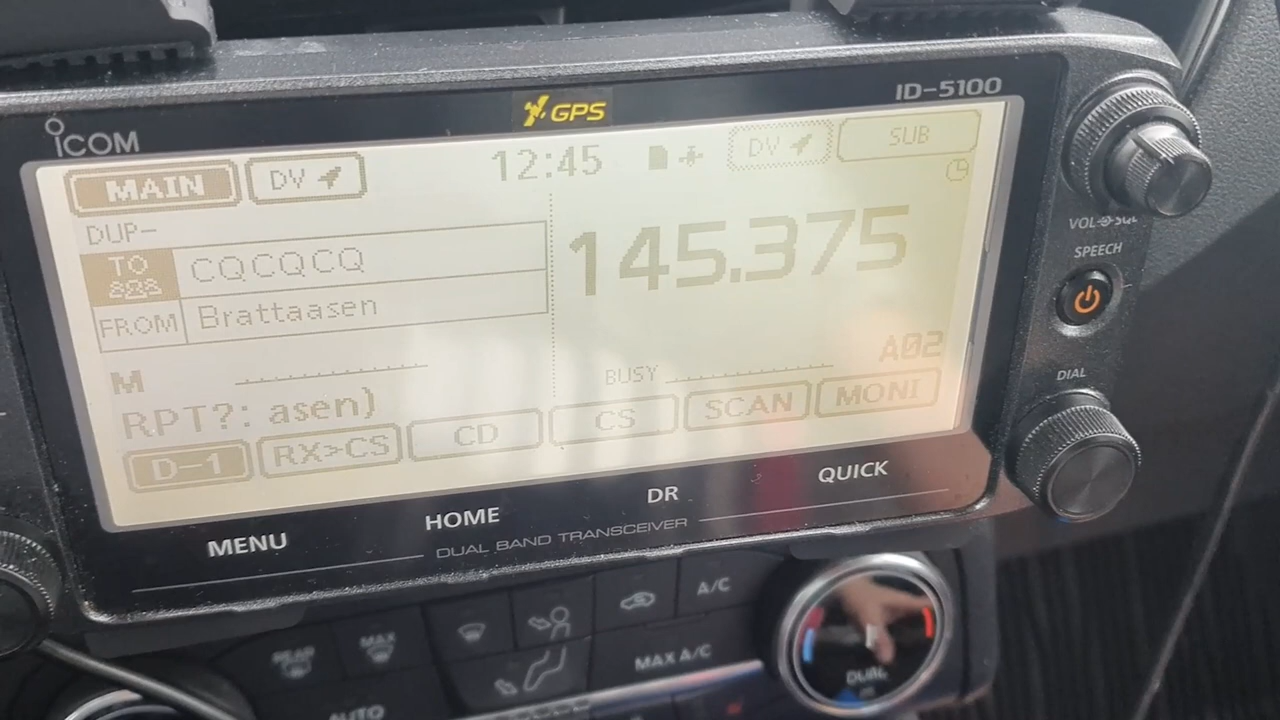 ICOM
GPS
ID-5100
MAIN
DV
12:45
DV
SUB
DUP-
TO
CQCQCQ
FROM
Brattaasen
145.375
A02
M
BUSY
RPT?: asen)
D-1
RX>CS
CD
CS
SCAN
MONI
MENU
HOME
DR
QUICK
DUAL BAND TRANSCEIVER
VOL SQL
SPEECH
DIAL
REAR
MAX
A/C
MAX A/C
AUTO
DUAL